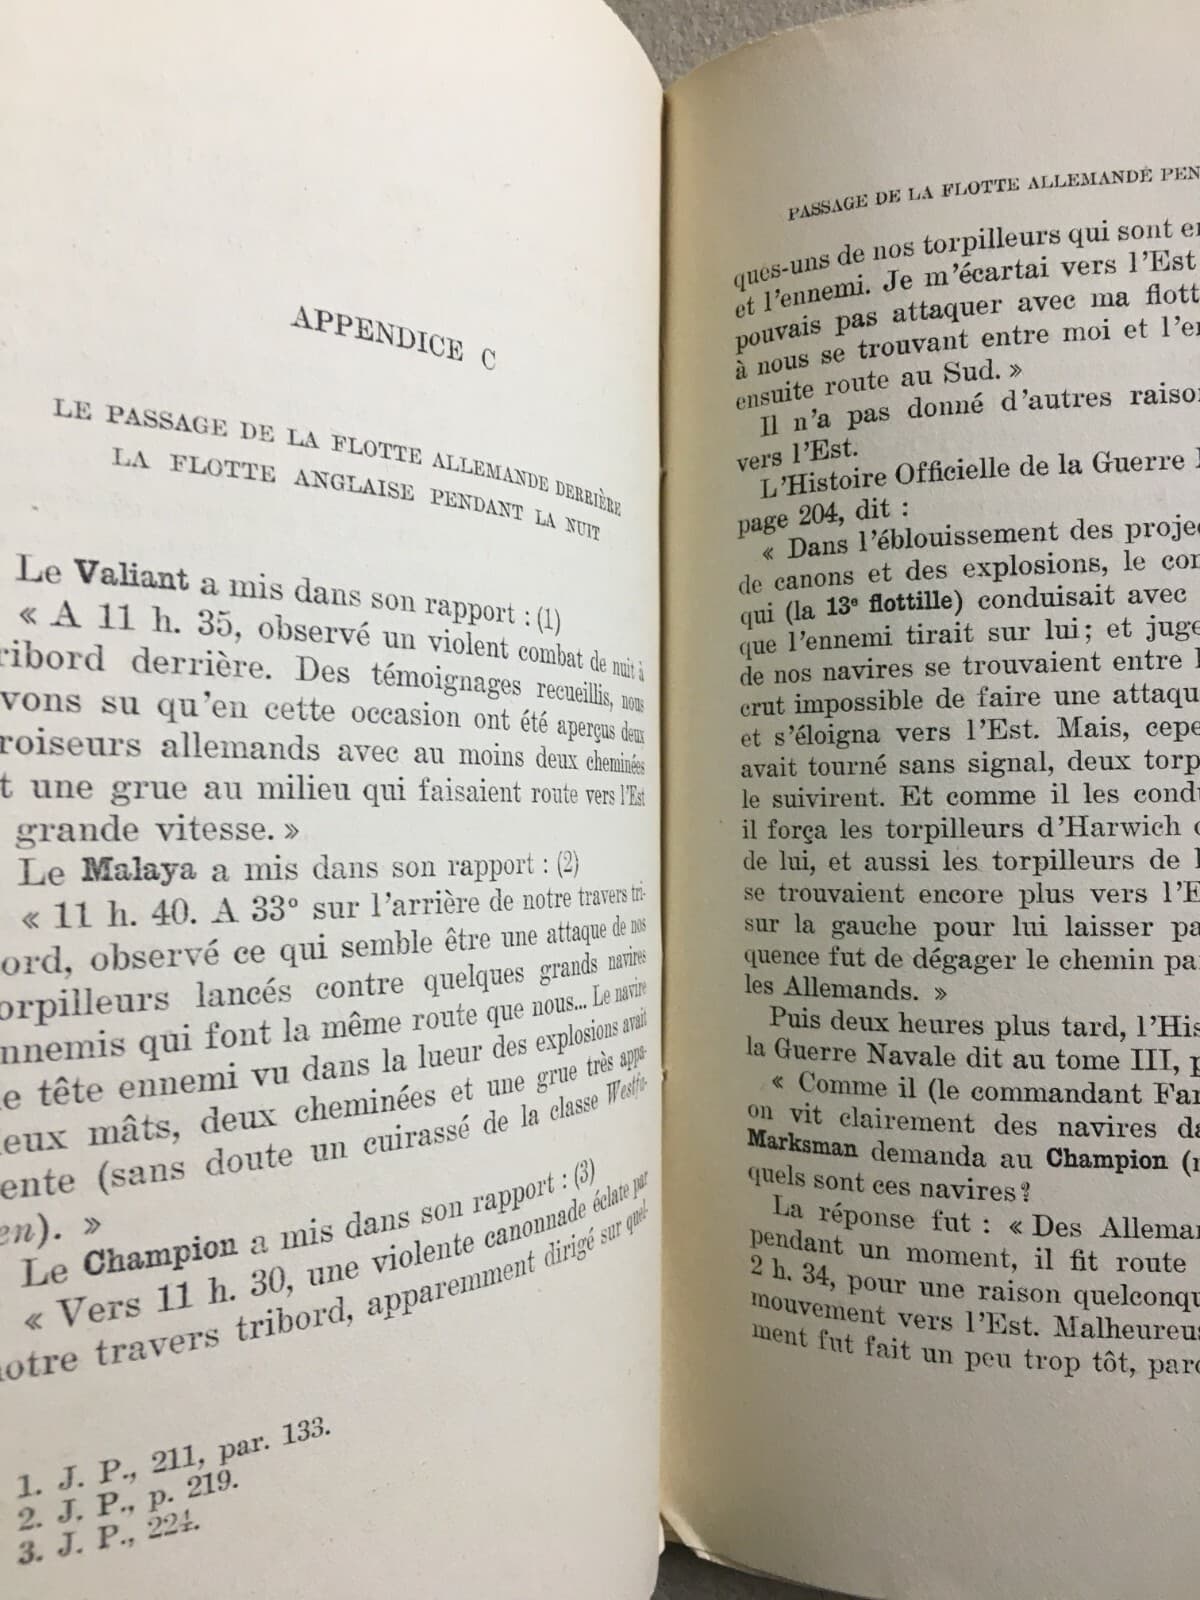 APPENDICE C
LE PASSAGE DE LA FLOTTE ALLEMANDE DERRIÈRE
LA FLOTTE ANGLAISE PENDANT LA NUIT
Le Valiant a mis dans son rapport : (1)
« A 11 h. 35, observé un violent combat de nuit à
ribord derrière. Des témoignages recueillis, nous
vons su qu'en cette occasion ont été aperçus deux
roiseurs allemands avec au moins deux cheminées
t une grue au milieu qui faisaient route vers l'Est
grande vitesse. »
Le Malaya a mis dans son rapport : (2)
« 11 h. 40. A 33° sur l'arrière de notre travers tri-
ord, observé ce qui semble être une attaque de nos
orpilleurs lancés contre quelques grands navires
nnemis qui font la même route que nous... Le navire
e tête ennemi vu dans la lueur des explosions avait
eux mâts, deux cheminées et une grue très appa-
ente (sans doute un cuirassé de la classe Westfa-
en). »
Le Champion a mis dans son rapport : (3)
« Vers 11 h. 30, une violente canonnade éclate par
notre travers tribord, apparemment dirigé sur quel-
1. J. P., 211, par. 133.
2. J. P., p. 219.
3. J. P., 224.
PASSAGE DE LA FLOTTE ALLEMANDE PEN
ques-uns de nos torpilleurs qui sont en
et l'ennemi. Je m'écartai vers l'Est
pouvais pas attaquer avec ma flott
à nous se trouvant entre moi et l'en
ensuite route au Sud. »
Il n'a pas donné d'autres raison
vers l'Est.
L'Histoire Officielle de la Guerre
page 204, dit :
« Dans l'éblouissement des project
de canons et des explosions, le com
qui (la 13e flottille) conduisait avec
que l'ennemi tirait sur lui ; et juge
de nos navires se trouvaient entre
crut impossible de faire une attaqu
et s'éloigna vers l'Est. Mais, cepe
avait tourné sans signal, deux torp
le suivirent. Et comme il les condu
il força les torpilleurs d'Harwich
de lui, et aussi les torpilleurs de
se trouvaient encore plus vers l'E
sur la gauche pour lui laisser pa
quence fut de dégager le chemin pa
les Allemands. »
Puis deux heures plus tard, l'His
la Guerre Navale dit au tome III, p
« Comme il (le commandant Far
on vit clairement des navires da
Marksman demanda au Champion (
quels sont ces navires ?
La réponse fut : « Des Alleman
pendant un moment, il fit route
2 h. 34, pour une raison quelconqu
mouvement vers l'Est. Malheureus
ment fut fait un peu trop tôt, parc